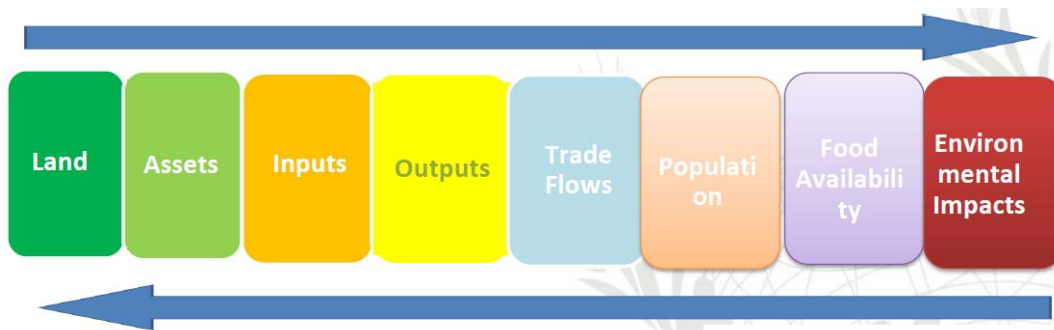 Land
Assets
Inputs
Outputs
Trade
Flows
Populati
on
Food
Availabili
ty
Environ
mental
Impacts